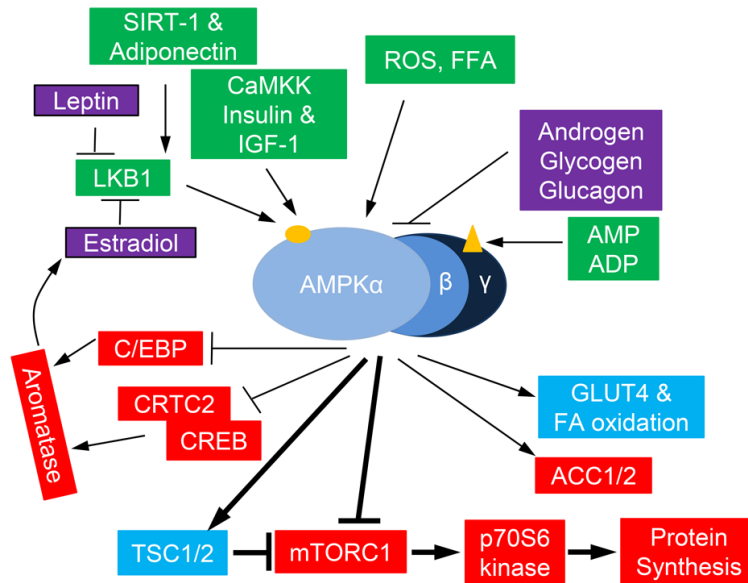 SIRT-1 &
Adiponectin
ROS, FFA
CaMKK
Insulin &
IGF-1
Leptin
Androgen
Glycogen
Glucagon
LKB1
Estradiol
AMP
ADP
AMPKα
β
γ
C/EBP
Aromatase
CRTC2
CREB
GLUT4 &
FA oxidation
ACC1/2
TSC1/2
mTORC1
p70S6
kinase
Protein
Synthesis